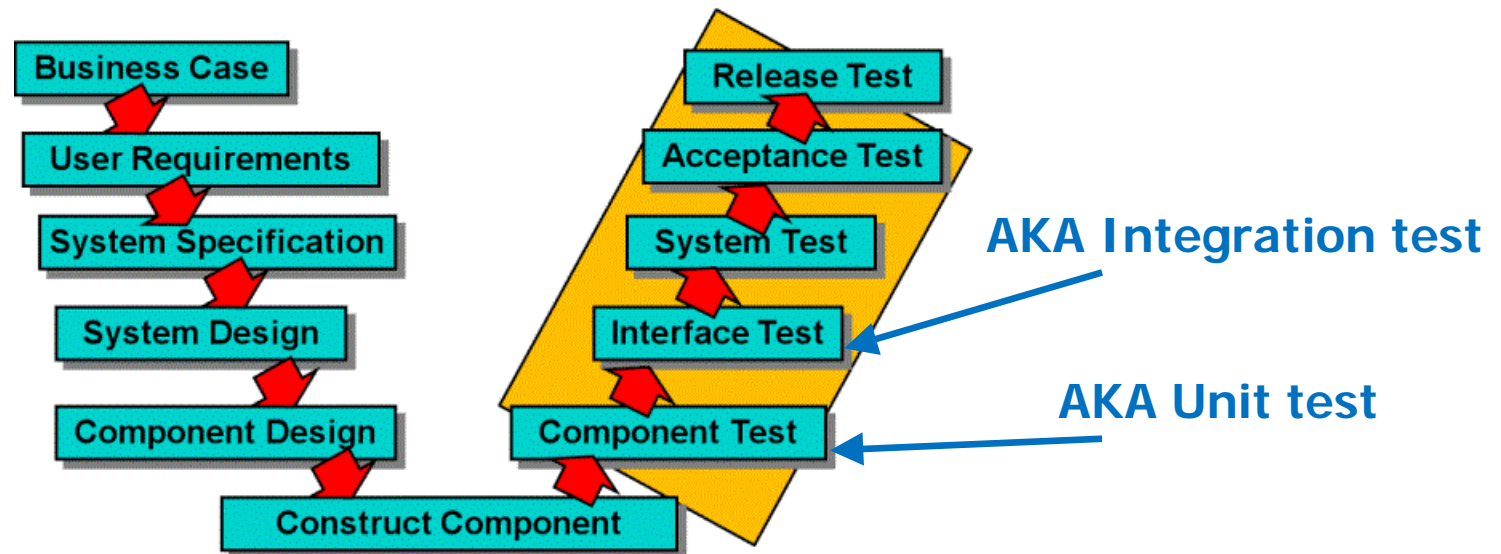 Business Case
User Requirements
System Specification
System Design
Component Design
Construct Component
Component Test
Interface Test
System Test
Acceptance Test
Release Test
AKA Integration test
AKA Unit test